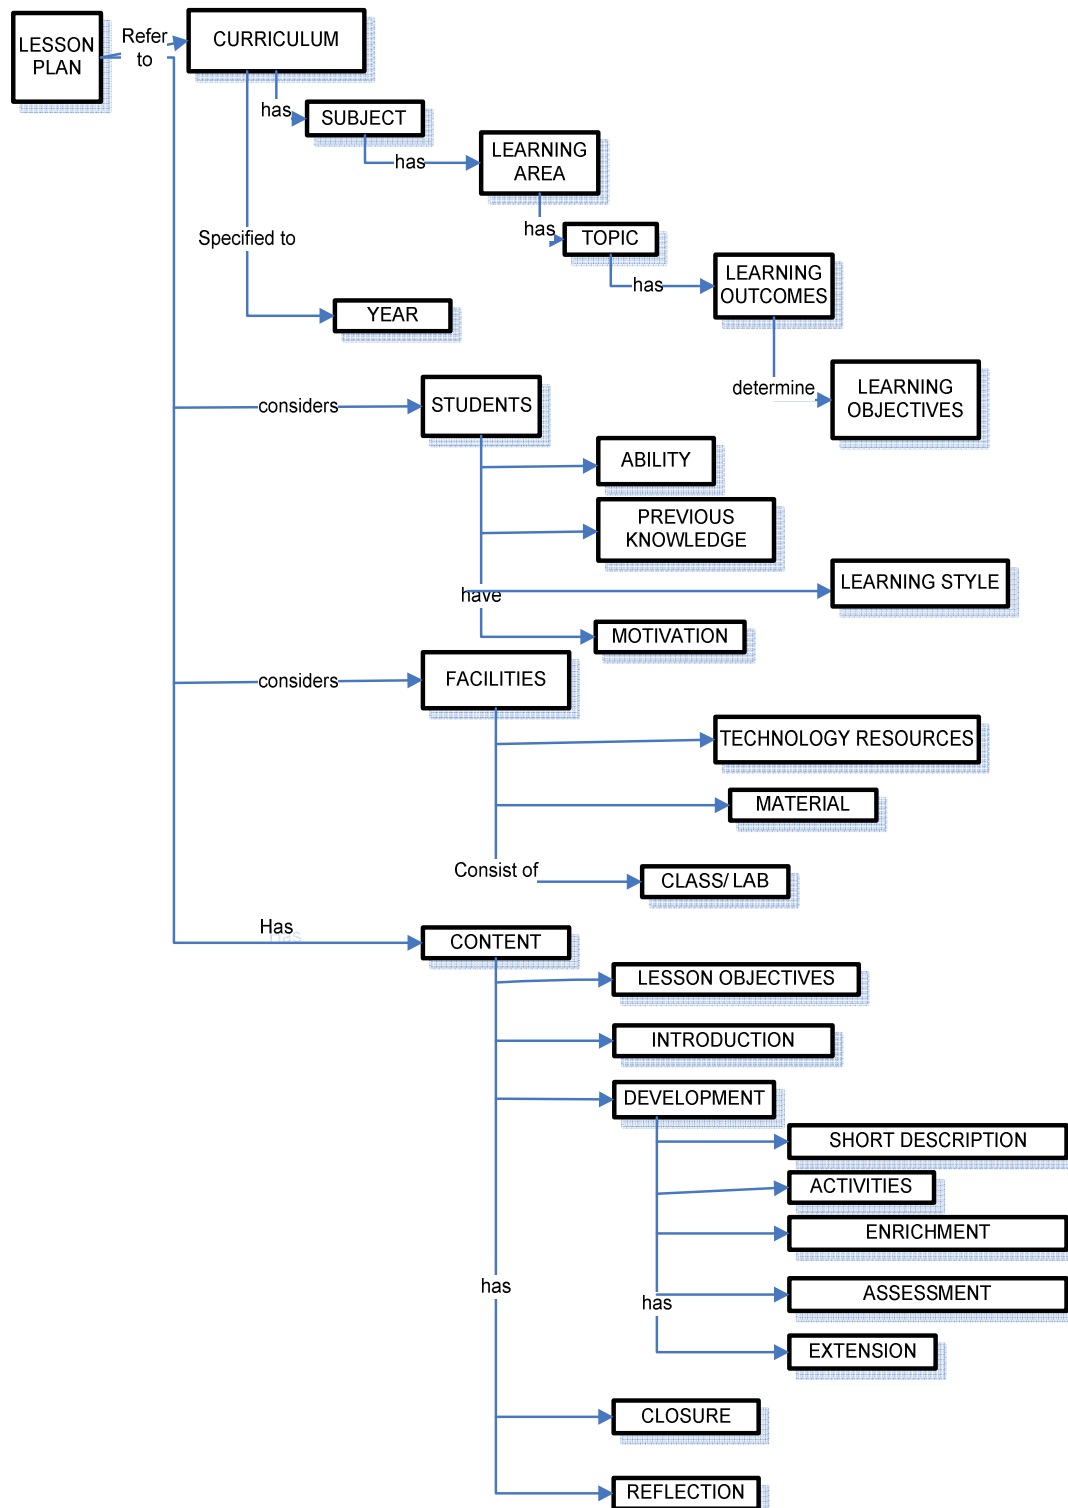 LESSON
PLAN
Refer
to
CURRICULUM
has
SUBJECT
has
LEARNING
AREA
has
TOPIC
Specified to
has
LEARNING
OUTCOMES
YEAR
determine
LEARNING
OBJECTIVES
considers
STUDENTS
ABILITY
PREVIOUS
KNOWLEDGE
LEARNING STYLE
have
MOTIVATION
considers
FACILITIES
TECHNOLOGY RESOURCES
MATERIAL
Consist of
CLASS/ LAB
Has
Has
CONTENT
LESSON OBJECTIVES
INTRODUCTION
DEVELOPMENT
SHORT DESCRIPTION
ACTIVITIES
ENRICHMENT
has
ASSESSMENT
has
EXTENSION
CLOSURE
REFLECTION